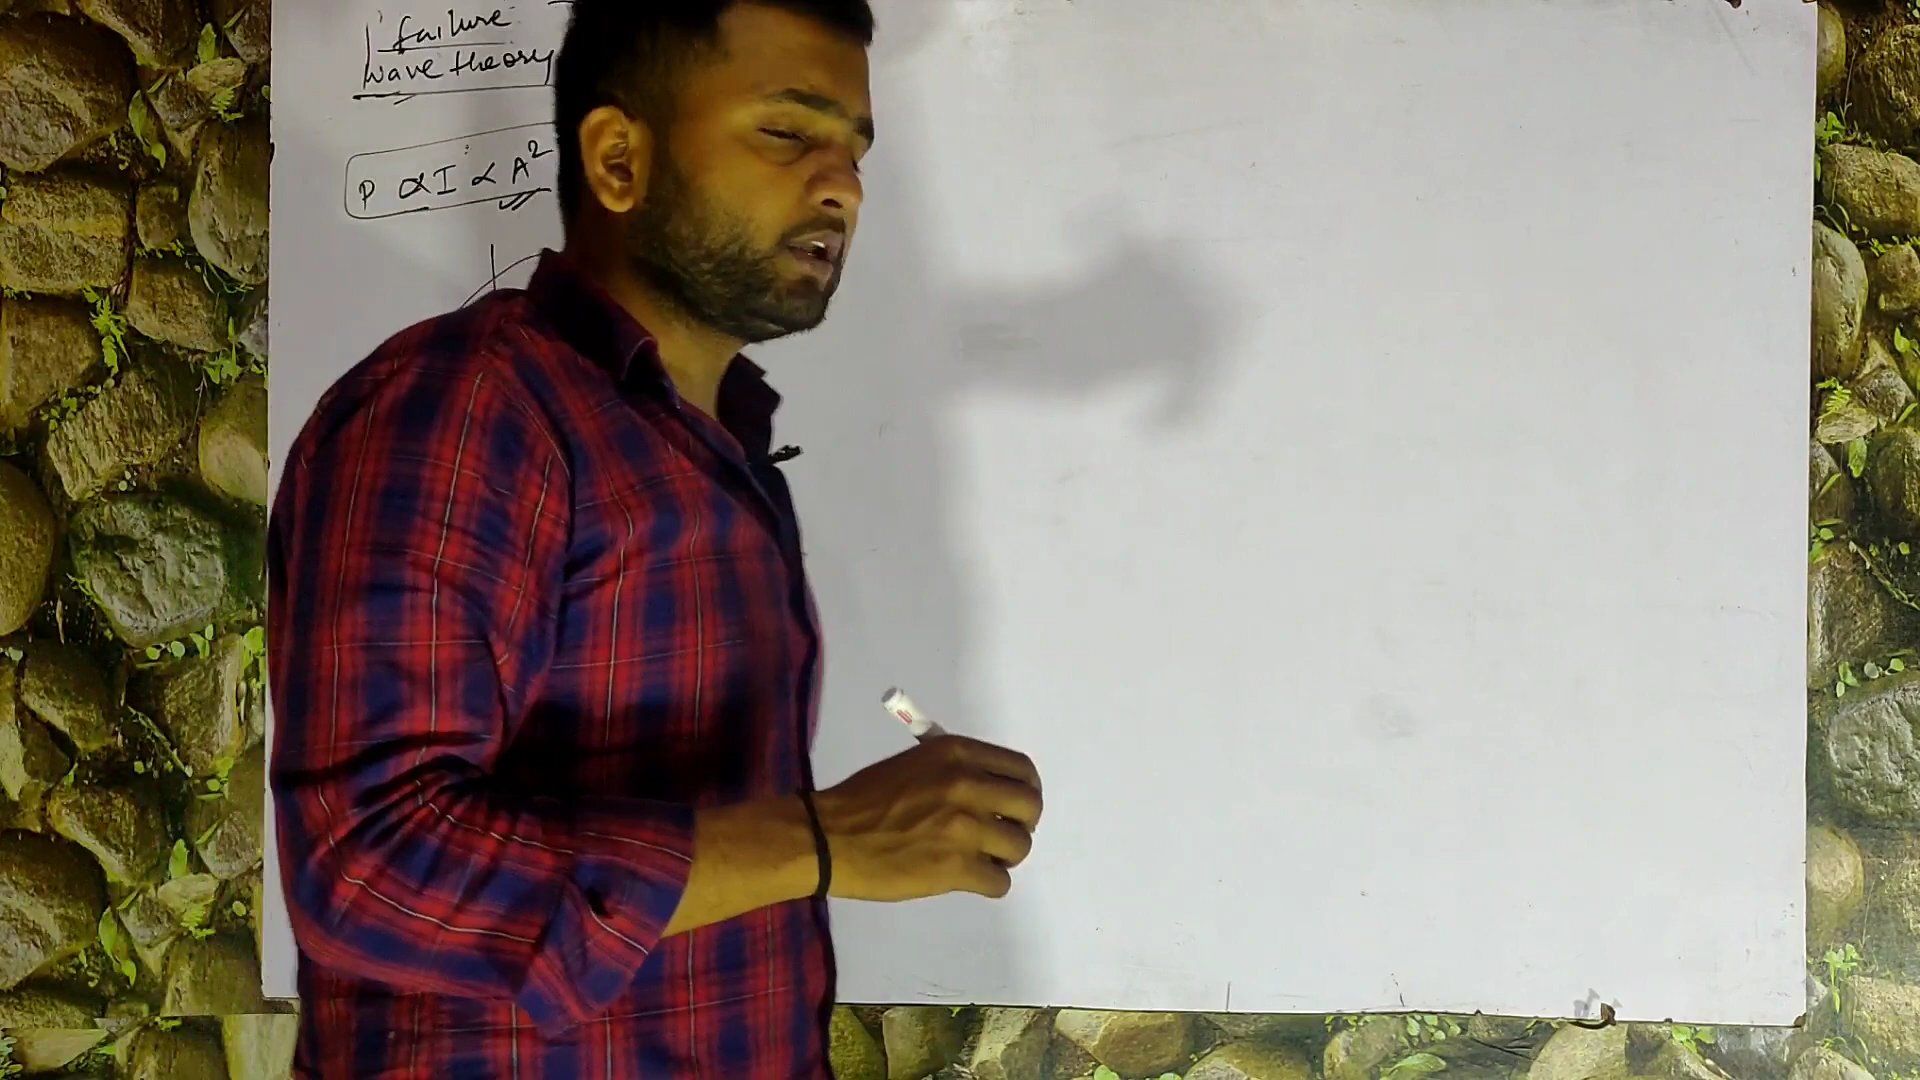 failure
wave theory
P ∝ I ∝ A²